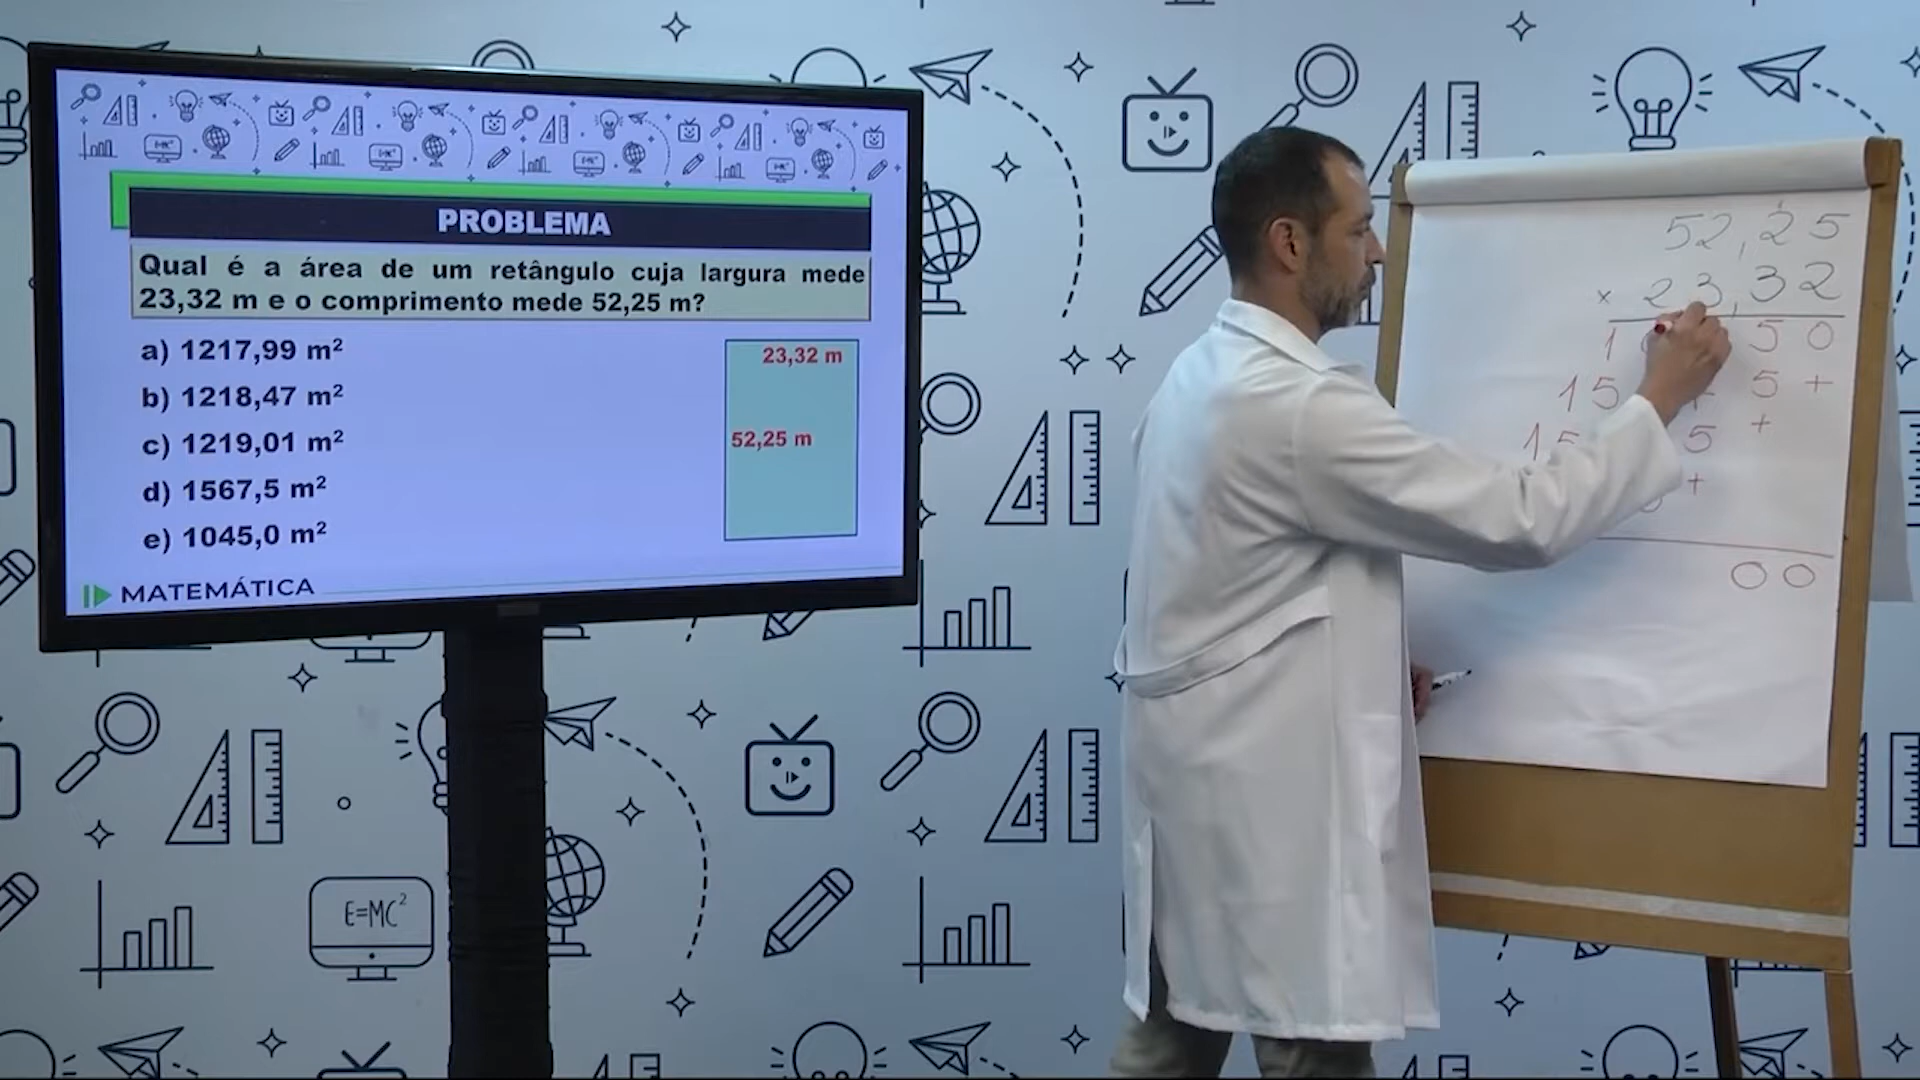 PROBLEMA
Qual é a área de um retângulo cuja largura mede
23,32 m e o comprimento mede 52,25 m?
a) 1217,99 m²
b) 1218,47 m²
c) 1219,01 m²
d) 1567,5 m²
e) 1045,0 m²
23,32 m
52,25 m
MATEMÁTICA
52,25
x 23,32
1 50
15 5 +
15 5 +
+
00
E=MC²